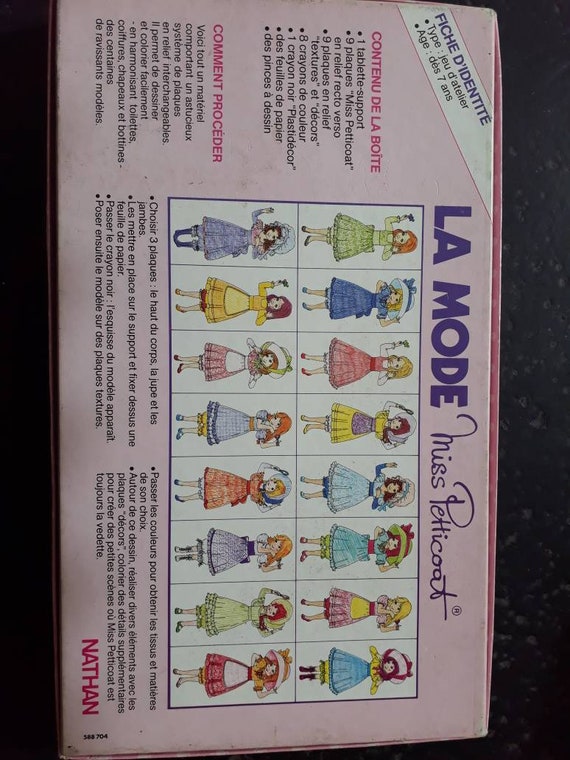 FICHE D'IDENTITÉ
• Type : jeu d'atelier
• Age : dès 7 ans
LA MODE Miss Petticoat ®
CONTENU DE LA BOÎTE
• 1 tablette-support
• 9 plaques "Miss Petticoat"
en relief recto verso
• 9 plaques en relief
"textures" et "décors"
• 8 crayons de couleur
• 1 crayon noir "Plastidécor"
• des feuilles de papier
• des pinces à dessin
COMMENT PROCÉDER
Voici tout un matériel
comportant un astucieux
système de plaques
en relief interchangeables.
Il permet de dessiner
et colorier facilement
- en harmonisant toilettes,
coiffures, chapeaux et bottines -
des centaines
de ravissants modèles.
• Choisir 3 plaques : le haut du corps, la jupe et les
jambes.
• Les mettre en place sur le support et fixer dessus une
feuille de papier.
• Passer le crayon noir : l'esquisse du modèle apparaît.
• Poser ensuite le modèle sur des plaques textures.
• Passer les couleurs pour obtenir les tissus et matières
de son choix.
• Autour de ce dessin, réaliser divers éléments avec les
plaques "décors" colorier des détails supplémentaires
pour créer des petites scènes où Miss Petticoat est
toujours la vedette.
NATHAN
588 704